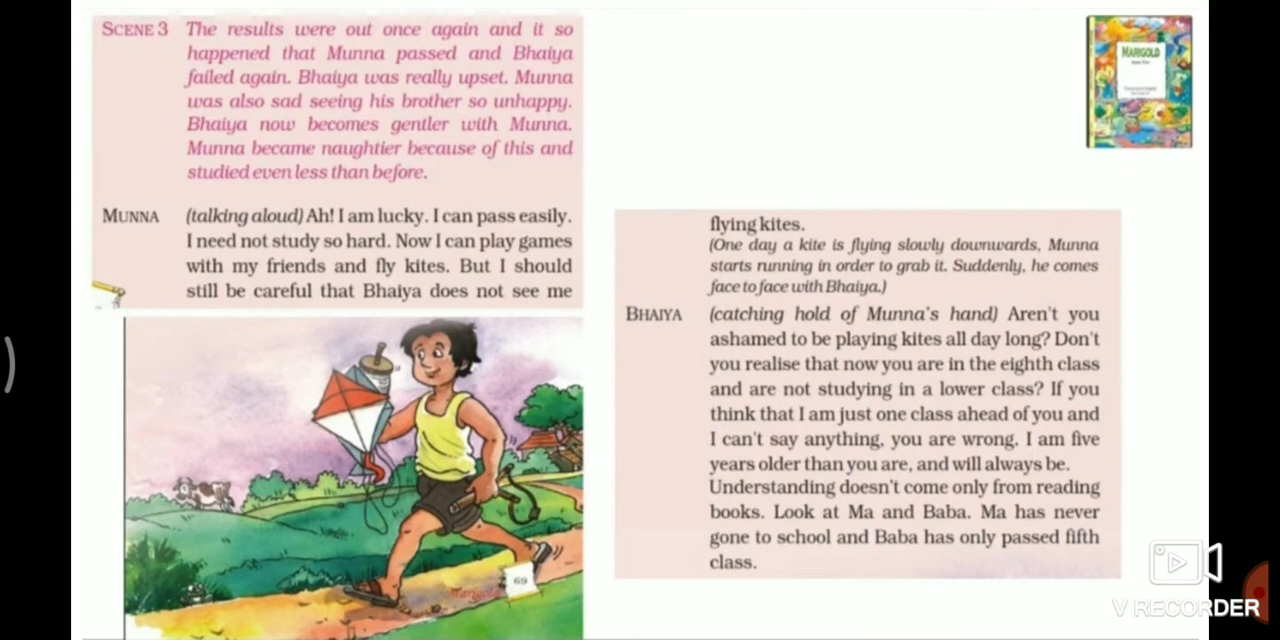 SCENE 3 The results were out once again and it so
happened that Munna passed and Bhaiya
failed again. Bhaiya was really upset. Munna
was also sad seeing his brother so unhappy.
Bhaiya now becomes gentler with Munna.
Munna became naughtier because of this and
studied even less than before.
MUNNA (talking aloud) Ah! I am lucky. I can pass easily.
I need not study so hard. Now I can play games
with my friends and fly kites. But I should
still be careful that Bhaiya does not see me
69
Marigold
MARIGOLD
flying kites.
(One day a kite is flying slowly downwards, Munna
starts running in order to grab it. Suddenly, he comes
face to face with Bhaiya.)
BHAIYA (catching hold of Munna's hand) Aren't you
ashamed to be playing kites all day long? Don't
you realise that now you are in the eighth class
and are not studying in a lower class? If you
think that I am just one class ahead of you and
I can't say anything, you are wrong. I am five
years older than you are, and will always be.
Understanding doesn't come only from reading
books. Look at Ma and Baba. Ma has never
gone to school and Baba has only passed fifth
class.
V RECORDER